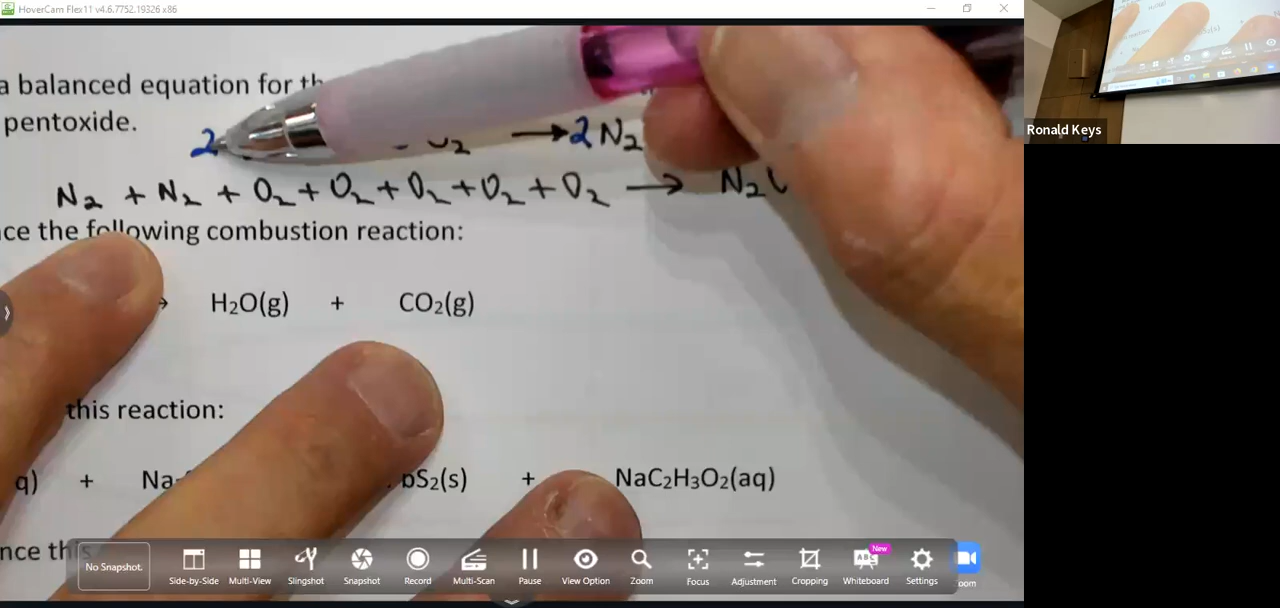 HoverCam Flex11 v4.6.7752.19326 x86
a balanced equation for th
pentoxide.
2 O₂ → 2 N₂
N₂ + N₂ + O₂ + O₂ + O₂ + O₂ + O₂ → N₂
ce the following combustion reaction:
H₂O(g) + CO₂(g)
this reaction:
q) + Na bS₂(s) + NaC₂H₃O₂(aq)
nce this
No Snapshot.
Side-by-Side Multi-View Slingshot Snapshot Record Multi-Scan Pause View Option Zoom Focus Adjustment Cropping Whiteboard Settings oom
New
ABC
Ronald Keys